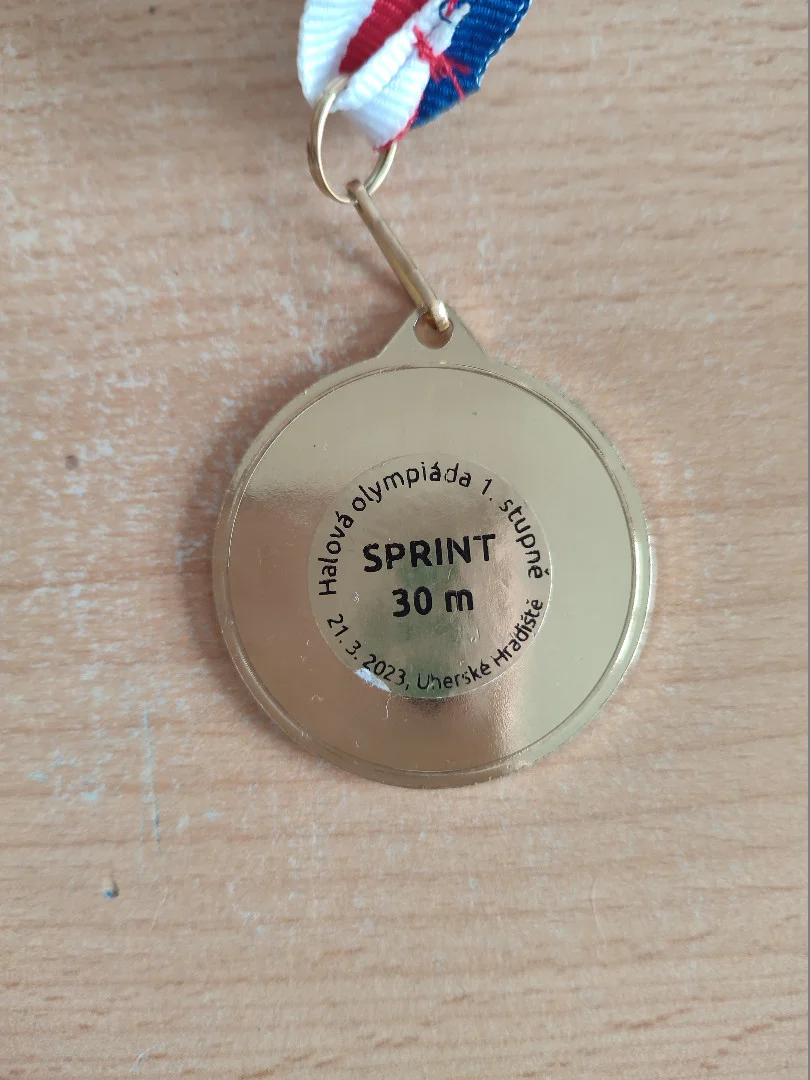 Halová olympiáda 1. stupně
SPRINT
30 m
21. 3. 2023, Uherské Hradiště